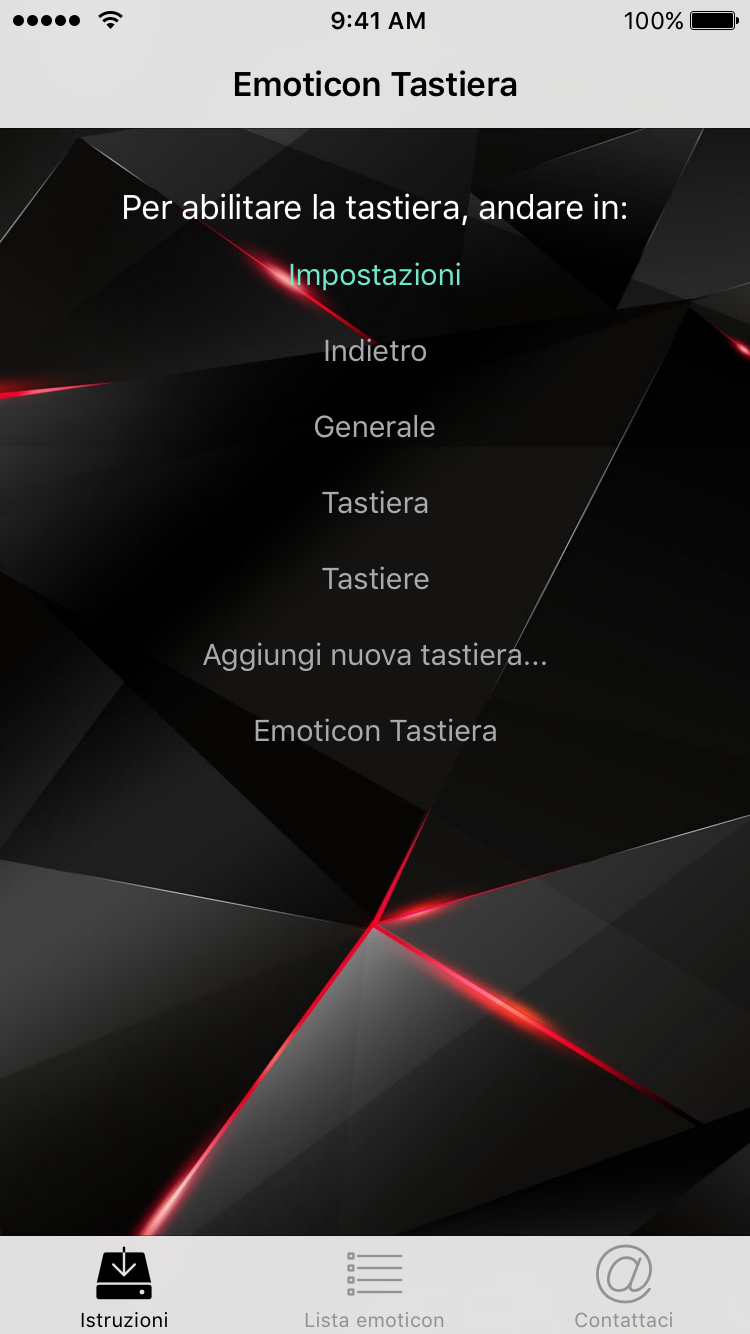 9:41 AM
100%
Emoticon Tastiera
Per abilitare la tastiera, andare in:
Impostazioni
Indietro
Generale
Tastiera
Tastiere
Aggiungi nuova tastiera...
Emoticon Tastiera
Istruzioni
Lista emoticon
Contattaci